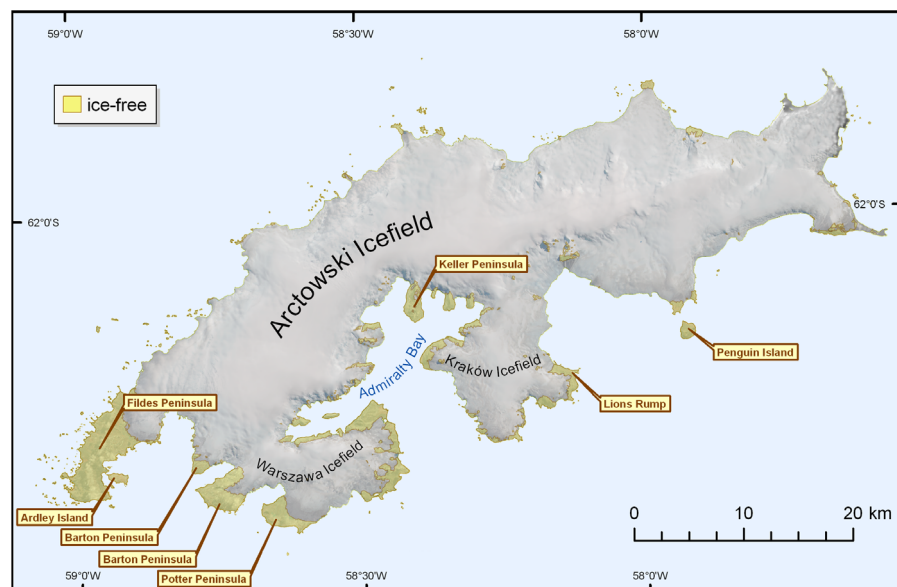 59°0'W
58°30'W
58°0'W
ice-free
62°0'S
62°0'S
Arctowski Icefield
Keller Peninsula
Admiralty Bay
Kraków Icefield
Penguin Island
Lions Rump
Fildes Peninsula
Warszawa Icefield
Ardley Island
Barton Peninsula
Barton Peninsula
Potter Peninsula
0 10 20 km
59°0'W
58°30'W
58°0'W